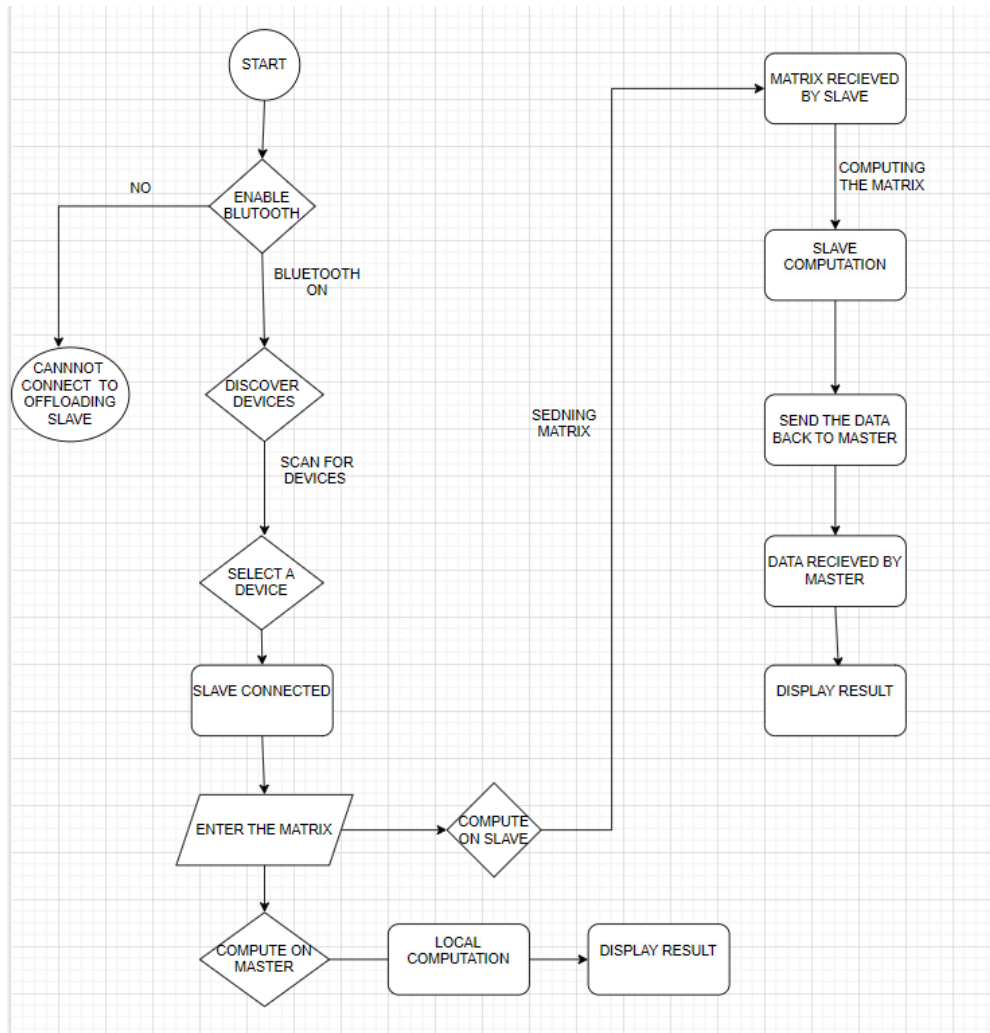 START
NO
ENABLE
BLUTOOTH
BLUETOOTH
ON
CANNNOT
CONNECT TO
OFFLOADING
SLAVE
DISCOVER
DEVICES
SCAN FOR
DEVICES
SELECT A
DEVICE
SLAVE CONNECTED
ENTER THE MATRIX
COMPUTE
ON SLAVE
COMPUTE ON
MASTER
LOCAL
COMPUTATION
DISPLAY RESULT
SEDNING
MATRIX
MATRIX RECIEVED
BY SLAVE
COMPUTING
THE MATRIX
SLAVE
COMPUTATION
SEND THE DATA
BACK TO MASTER
DATA RECIEVED BY
MASTER
DISPLAY RESULT